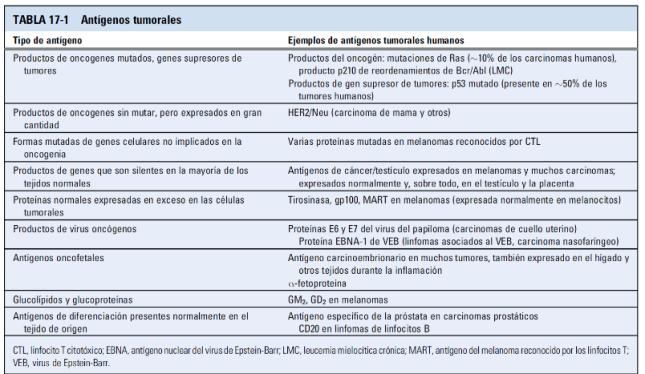 TABLA 17-1 Antígenos tumorales
Tipo de antígeno
Ejemplos de antígenos tumorales humanos
Productos de oncogenes mutados, genes supresores de
tumores
Productos del oncogén: mutaciones de Ras (~10% de los carcinomas humanos),
producto p210 de reordenamientos de Bcr/Abl (LMC)
Productos de gen supresor de tumores: p53 mutado (presente en ~50% de los
tumores humanos)
Productos de oncogenes sin mutar, pero expresados en gran
cantidad
HER2/Neu (carcinoma de mama y otros)
Formas mutadas de genes celulares no implicados en la
oncogenia
Varias proteínas mutadas en melanomas reconocidos por CTL
Productos de genes que son silentes en la mayoría de los
tejidos normales
Antígenos de cáncer/testículo expresados en melanomas y muchos carcinomas;
expresados normalmente y, sobre todo, en el testículo y la placenta
Proteínas normales expresadas en exceso en las células
tumorales
Tirosinasa, gp100, MART en melanomas (expresada normalmente en melanocitos)
Productos de virus oncógenos
Proteínas E6 y E7 del virus del papiloma (carcinomas de cuello uterino)
Proteína EBNA-1 de VEB (linfomas asociados al VEB, carcinoma nasofaríngeo)
Antígenos oncofetales
Antígeno carcinoembrionario en muchos tumores, también expresado en el hígado y
otros tejidos durante la inflamación
α-fetoproteína
Glucolípidos y glucoproteínas
GM₂, GD₂ en melanomas
Antígenos de diferenciación presentes normalmente en el
tejido de origen
Antígeno específico de la próstata en carcinomas prostáticos
CD20 en linfomas de linfocitos B
CTL, linfocito T citotóxico; EBNA, antígeno nuclear del virus de Epstein-Barr; LMC, leucemia mielocítica crónica; MART, antígeno del melanoma reconocido por los linfocitos T;
VEB, virus de Epstein-Barr.